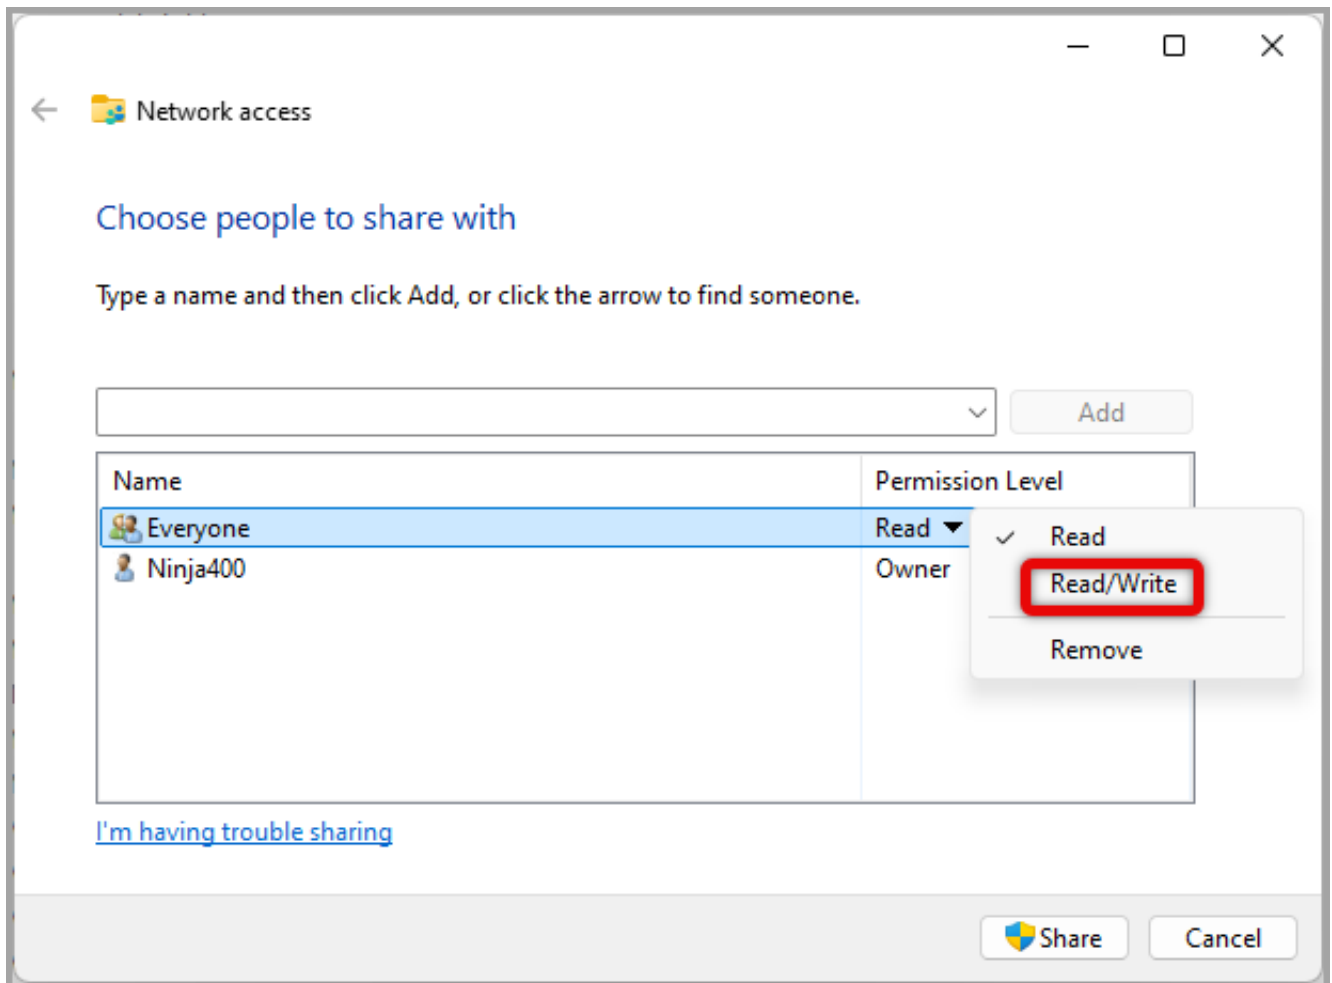 Network access
Choose people to share with
Type a name and then click Add, or click the arrow to find someone.
Add
Name Permission Level
Everyone Read
Ninja400 Owner
Read
Read/Write
Remove
I'm having trouble sharing
Share Cancel